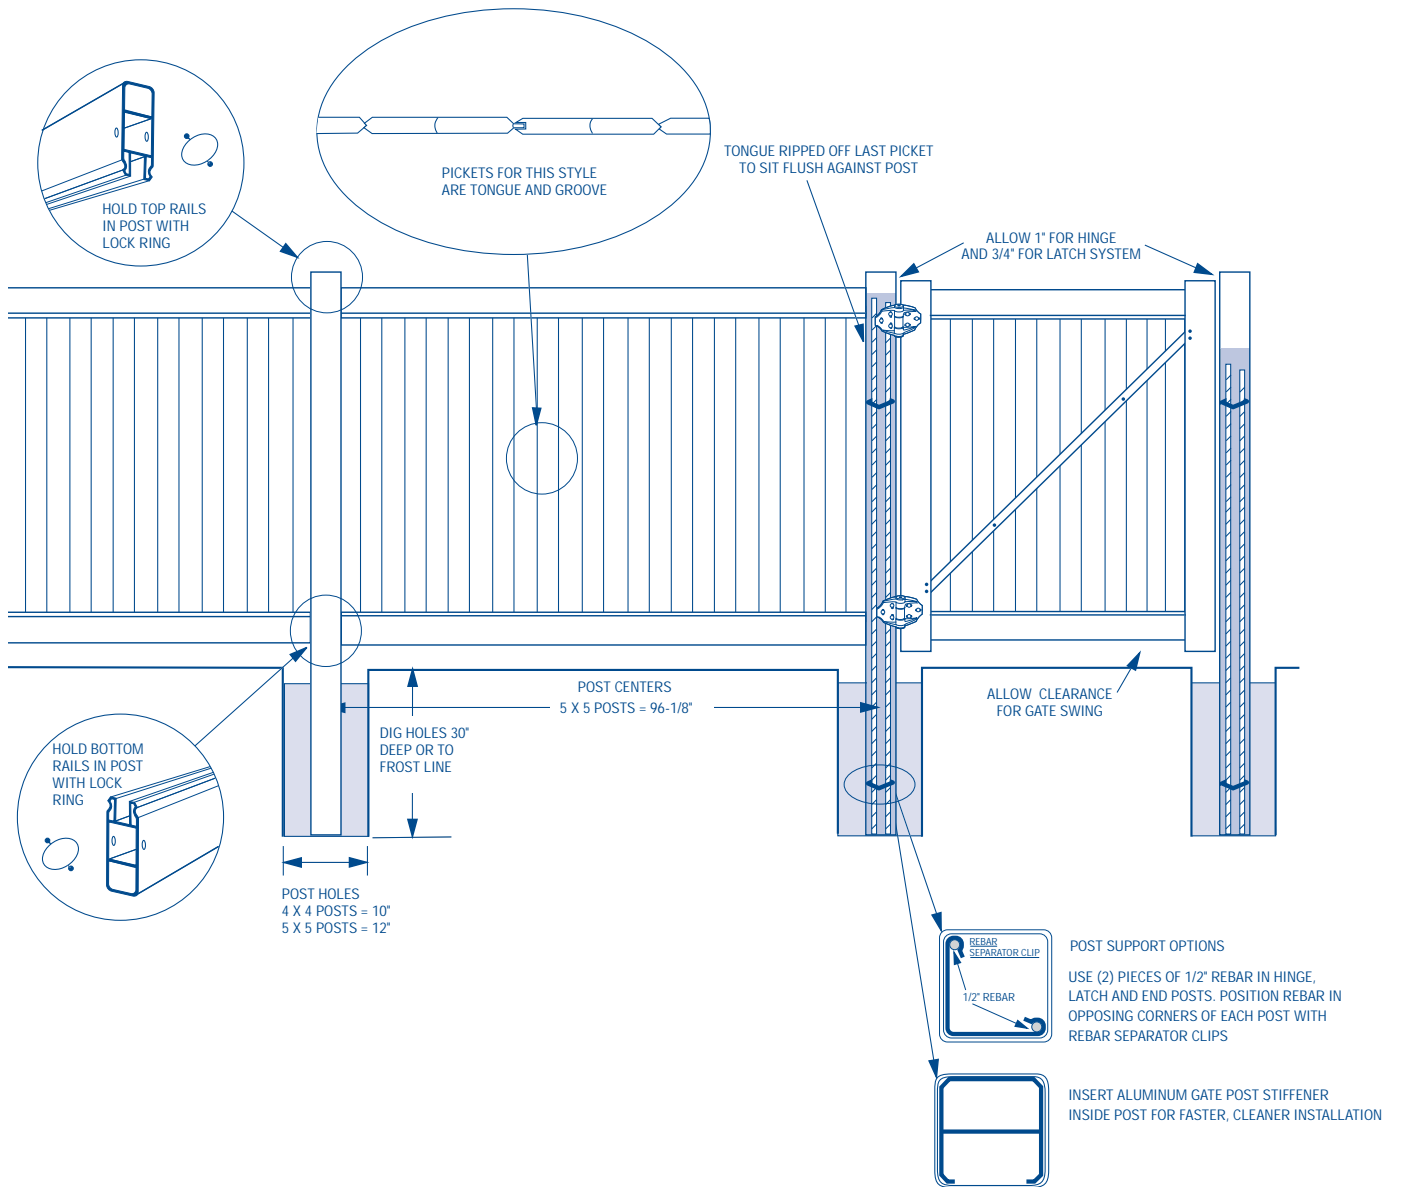 PICKETS FOR THIS STYLE
ARE TONGUE AND GROOVE
TONGUE RIPPED OFF LAST PICKET
TO SIT FLUSH AGAINST POST
HOLD TOP RAILS
IN POST WITH
LOCK RING
ALLOW 1" FOR HINGE
AND 3/4" FOR LATCH SYSTEM
POST CENTERS
5 X 5 POSTS = 96-1/8"
ALLOW CLEARANCE
FOR GATE SWING
DIG HOLES 30"
DEEP OR TO
FROST LINE
HOLD BOTTOM
RAILS IN POST
WITH LOCK
RING
POST HOLES
4 X 4 POSTS = 10"
5 X 5 POSTS = 12"
REBAR
SEPARATOR CLIP
1/2" REBAR
POST SUPPORT OPTIONS
USE (2) PIECES OF 1/2" REBAR IN HINGE,
LATCH AND END POSTS. POSITION REBAR IN
OPPOSING CORNERS OF EACH POST WITH
REBAR SEPARATOR CLIPS
INSERT ALUMINUM GATE POST STIFFENER
INSIDE POST FOR FASTER, CLEANER INSTALLATION